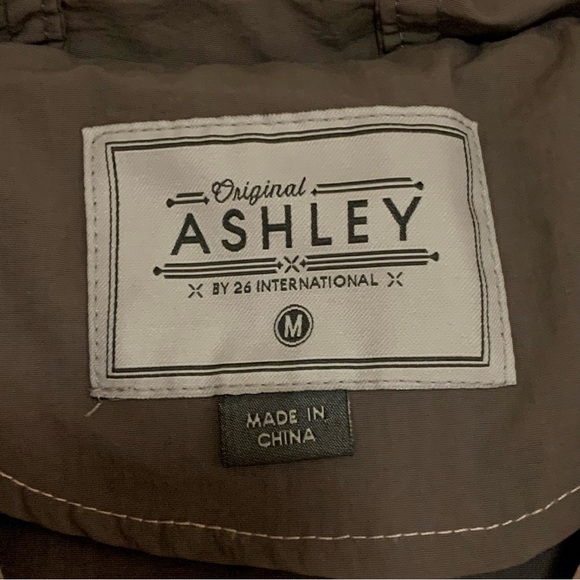 Original
ASHLEY
BY 26 INTERNATIONAL
M
MADE IN
CHINA